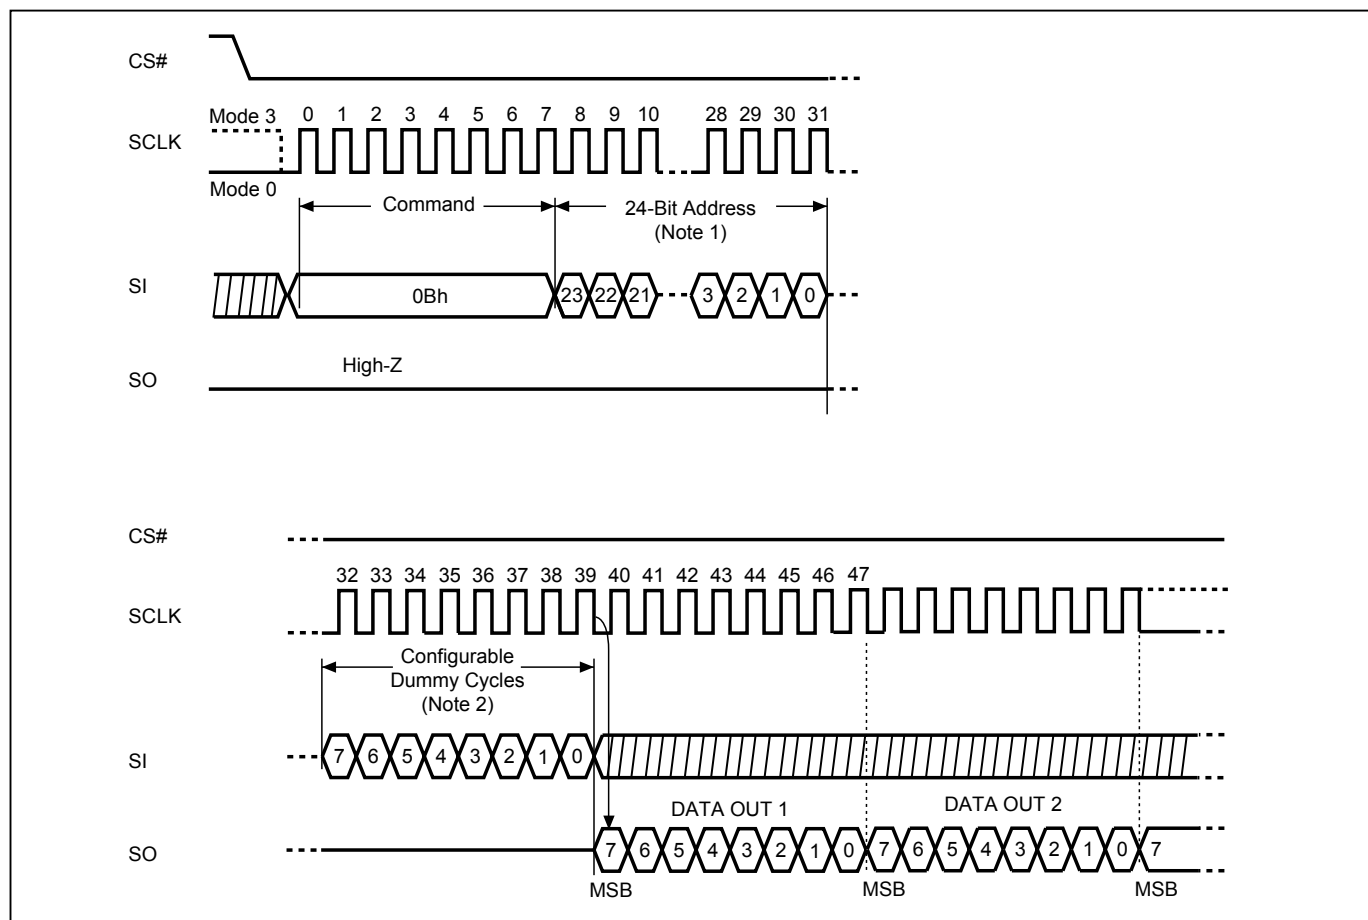 CS#
Mode 3 0 1 2 3 4 5 6 7 8 9 10 28 29 30 31
SCLK
Mode 0
Command
24-Bit Address
(Note 1)
SI
0Bh
23 22 21 3 2 1 0
High-Z
SO
CS#
32 33 34 35 36 37 38 39 40 41 42 43 44 45 46 47
SCLK
Configurable
Dummy Cycles
(Note 2)
SI
7 6 5 4 3 2 1 0
DATA OUT 1 DATA OUT 2
SO
7 6 5 4 3 2 1 0 7 6 5 4 3 2 1 0 7
MSB MSB MSB